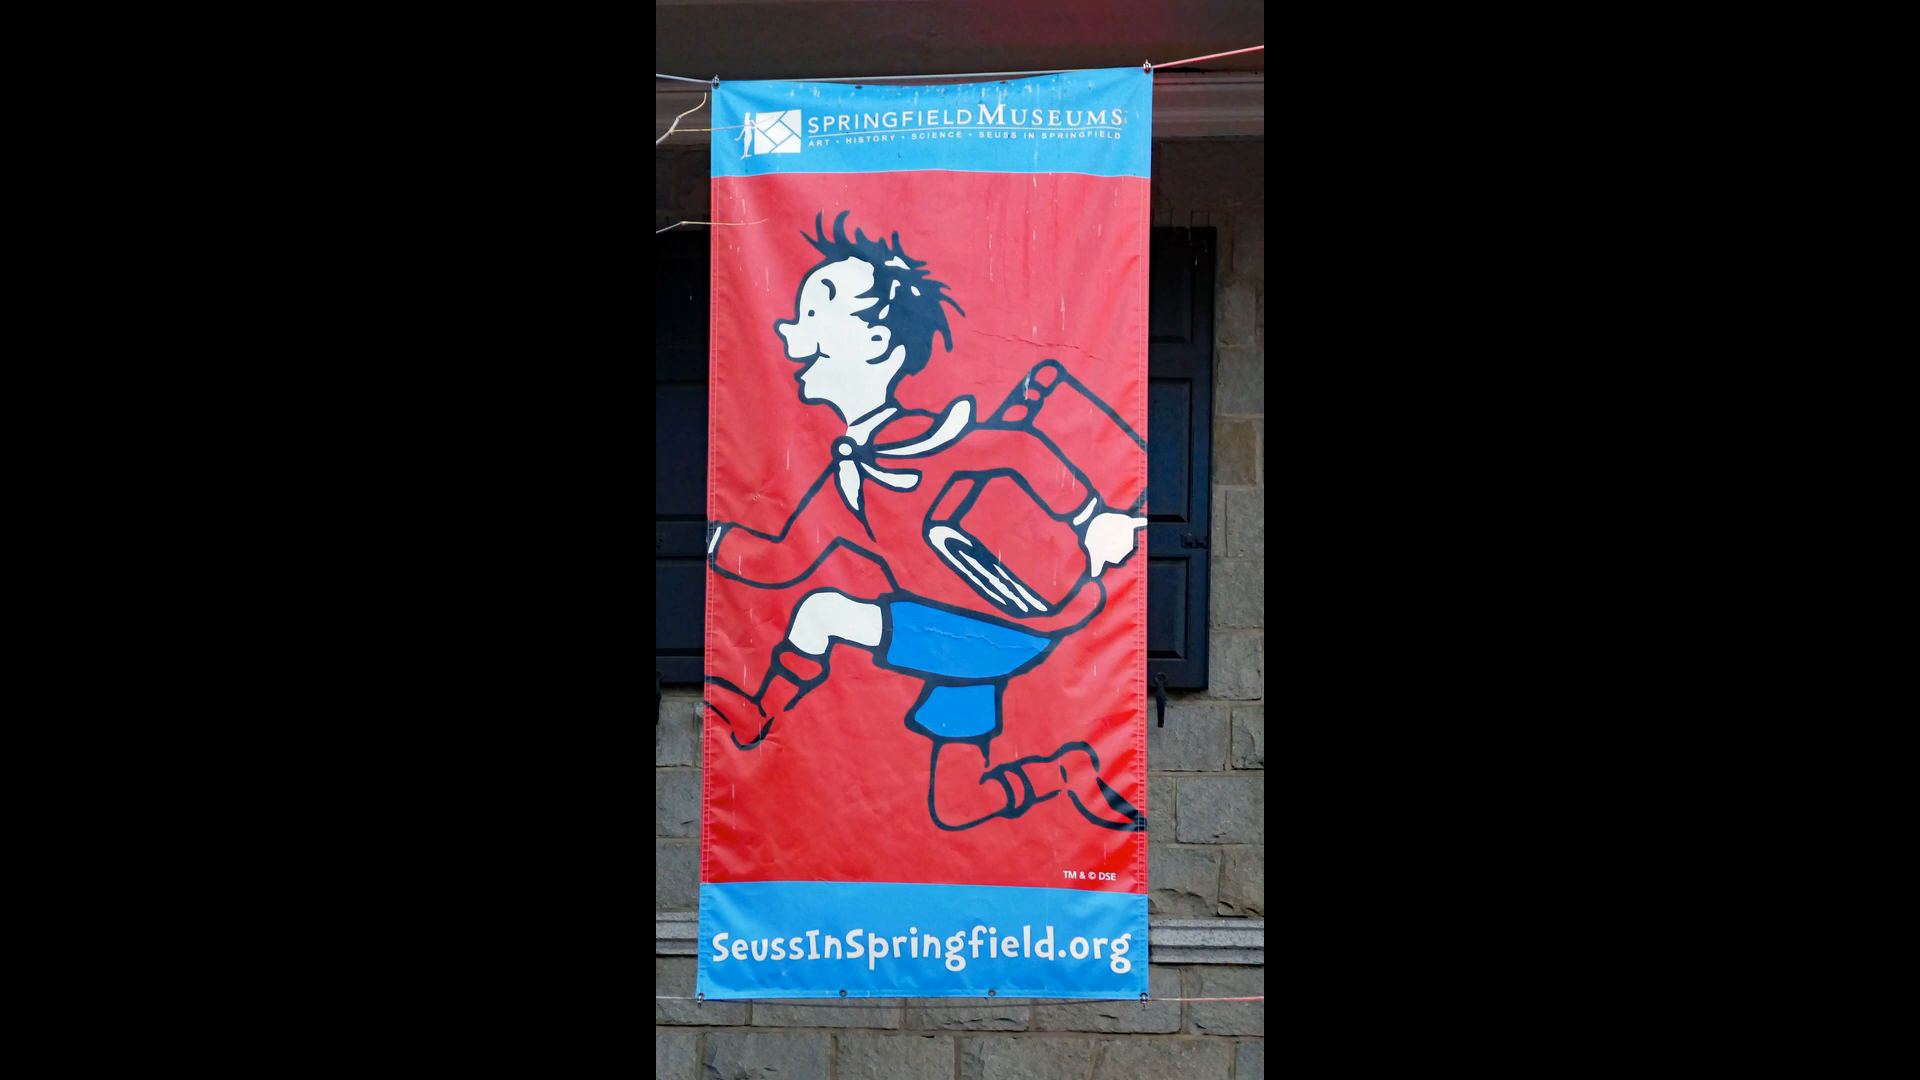 SPRINGFIELD MUSEUMS
ART • HISTORY • SCIENCE • SEUSS IN SPRINGFIELD
TM & © DSE
SeussInSpringfield.org